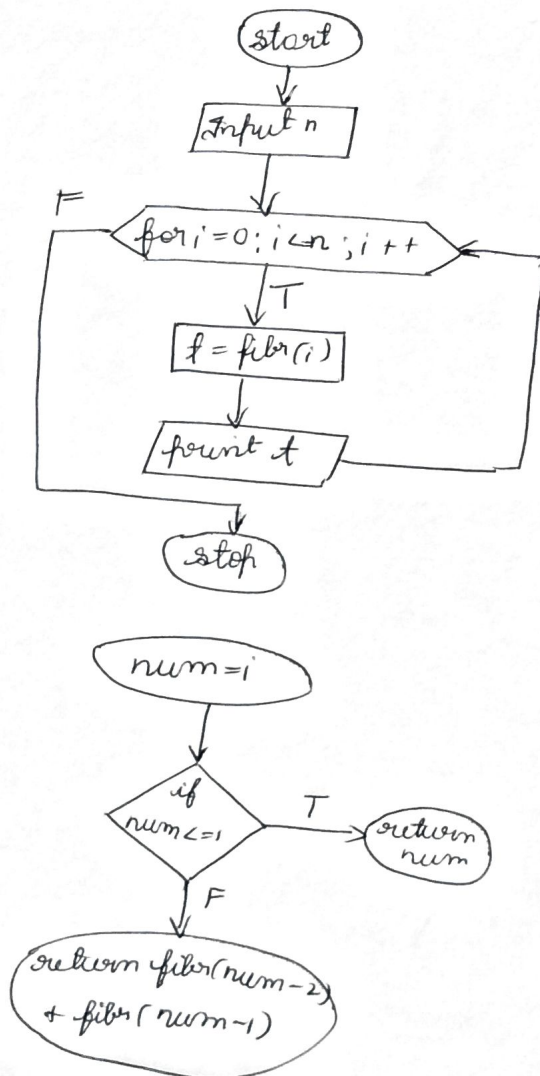 start
Input n
F
for i=0; i<n; i++
T
t = fibr(i)
print t
stop
num=i
if
num<=1
T
return
num
F
return fibr(num-2)
+ fibr(num-1)